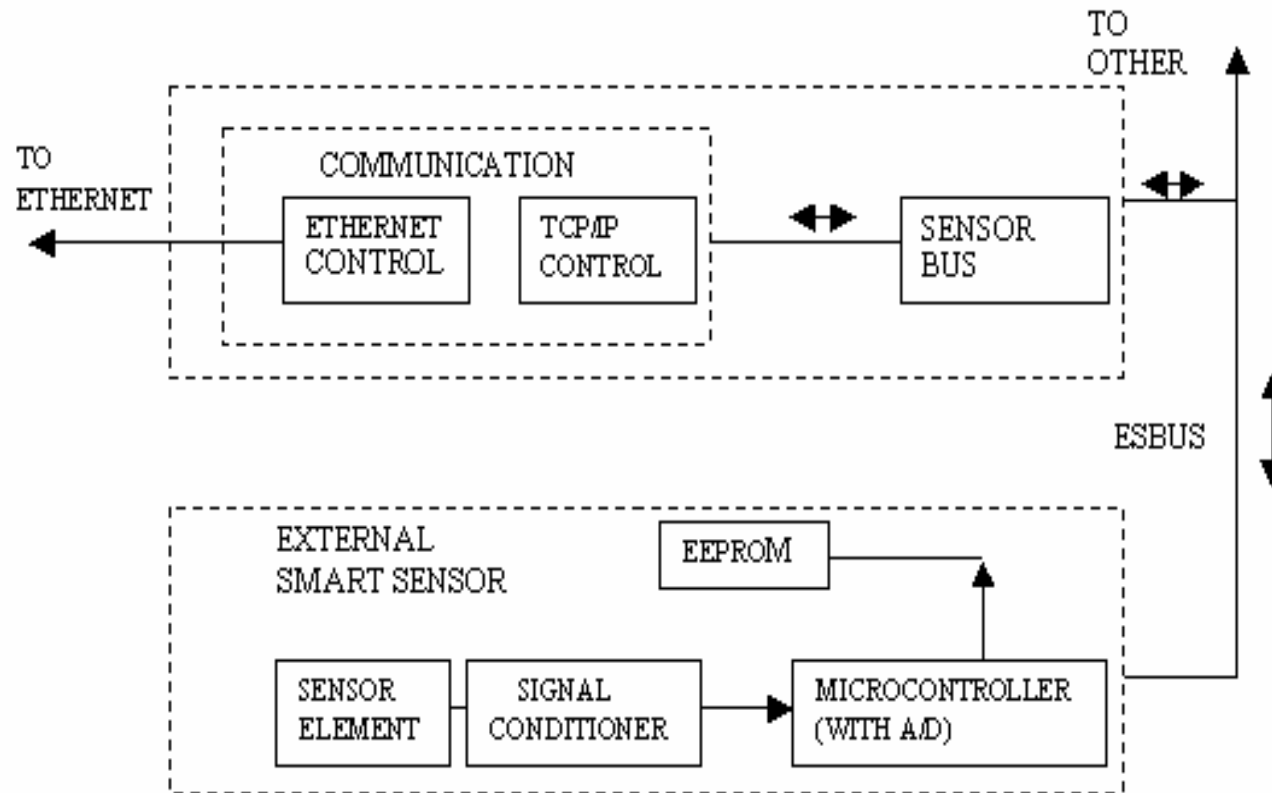 TO
OTHER
TO
ETHERNET
COMMUNICATION
ETHERNET
CONTROL
TCP/IP
CONTROL
SENSOR
BUS
ESBUS
EXTERNAL
SMART SENSOR
EEPROM
SENSOR
ELEMENT
SIGNAL
CONDITIONER
MICROCONTROLLER
(WITH A/D)